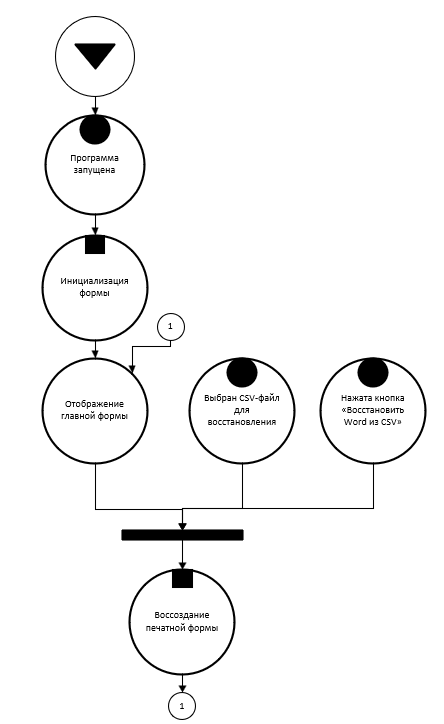 Программа
запущена
Инициализация
формы
1
Отображение
главной формы
Выбран CSV-файл
для
восстановления
Нажата кнопка
«Восстановить
Word из CSV»
Воссоздание
печатной формы
1